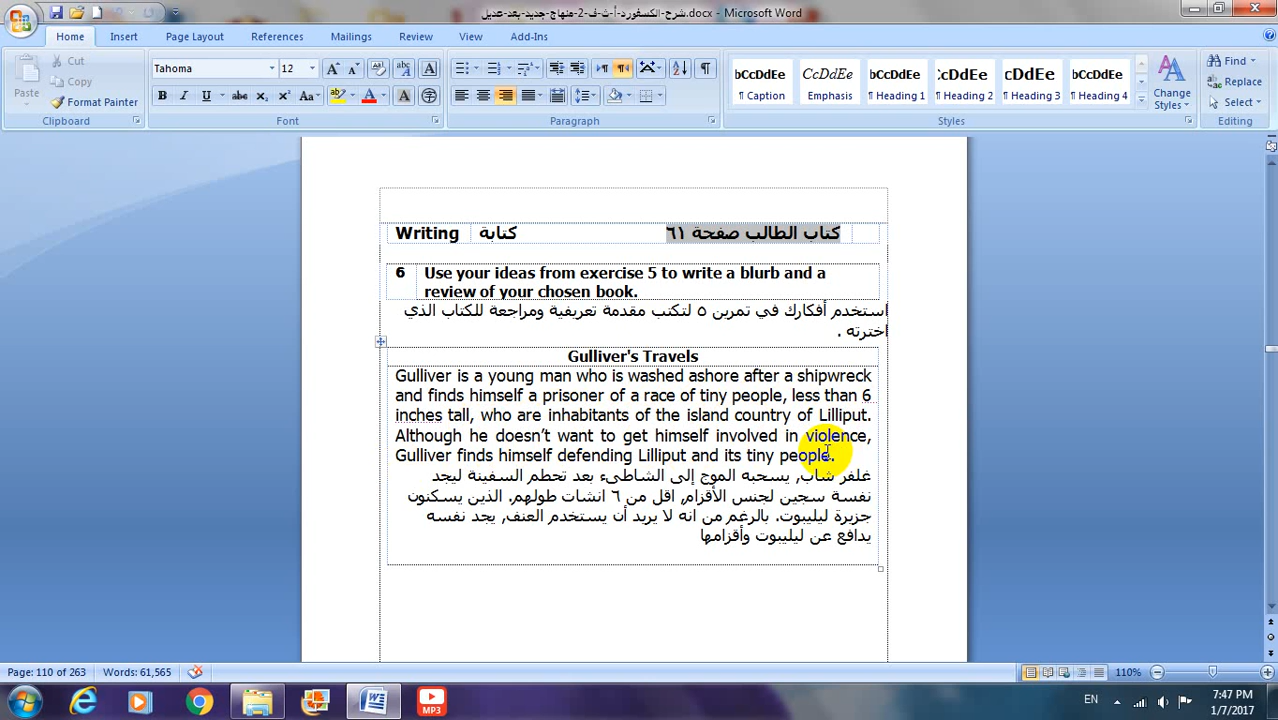 شرح-اكسفورد-أ-ث-ف-2-منهاج-جديد-بعد-عديل.docx - Microsoft Word
Home Insert Page Layout References Mailings Review View Add-Ins
Paste
Cut
Copy
Format Painter
Clipboard
Tahoma 12
Font
Paragraph
bCcDdEe CcDdEe bCcDdEe :CcDdEe cDdEe bCcDdEe
¶ Caption Emphasis ¶ Heading 1 ¶ Heading 2 ¶ Heading 3 ¶ Heading 4
Change Styles
Styles
Find
Replace
Select
Editing
Writing كتابة كتاب الطالب صفحة ٦١
6 Use your ideas from exercise 5 to write a blurb and a
review of your chosen book.
استخدم أفكارك في تمرين ٥ لتكتب مقدمة تعريفية ومراجعة للكتاب الذي
اخترته .
Gulliver's Travels
Gulliver is a young man who is washed ashore after a shipwreck
and finds himself a prisoner of a race of tiny people, less than 6
inches tall, who are inhabitants of the island country of Lilliput.
Although he doesn't want to get himself involved in violence,
Gulliver finds himself defending Lilliput and its tiny people.
غلفر شاب, يسحبه الموج إلى الشاطىء بعد تحطم السفينة ليجد
نفسة سجين لجنس الأقزام, اقل من ٦ انشات طولهم. الذين يسكنون
جزيرة ليليبوت. بالرغم من انه لا يريد أن يستخدم العنف, يجد نفسه
يدافع عن ليليبوت وأقزامها
Page: 110 of 263 Words: 61,565 110%
MP3
EN
7:47 PM
1/7/2017